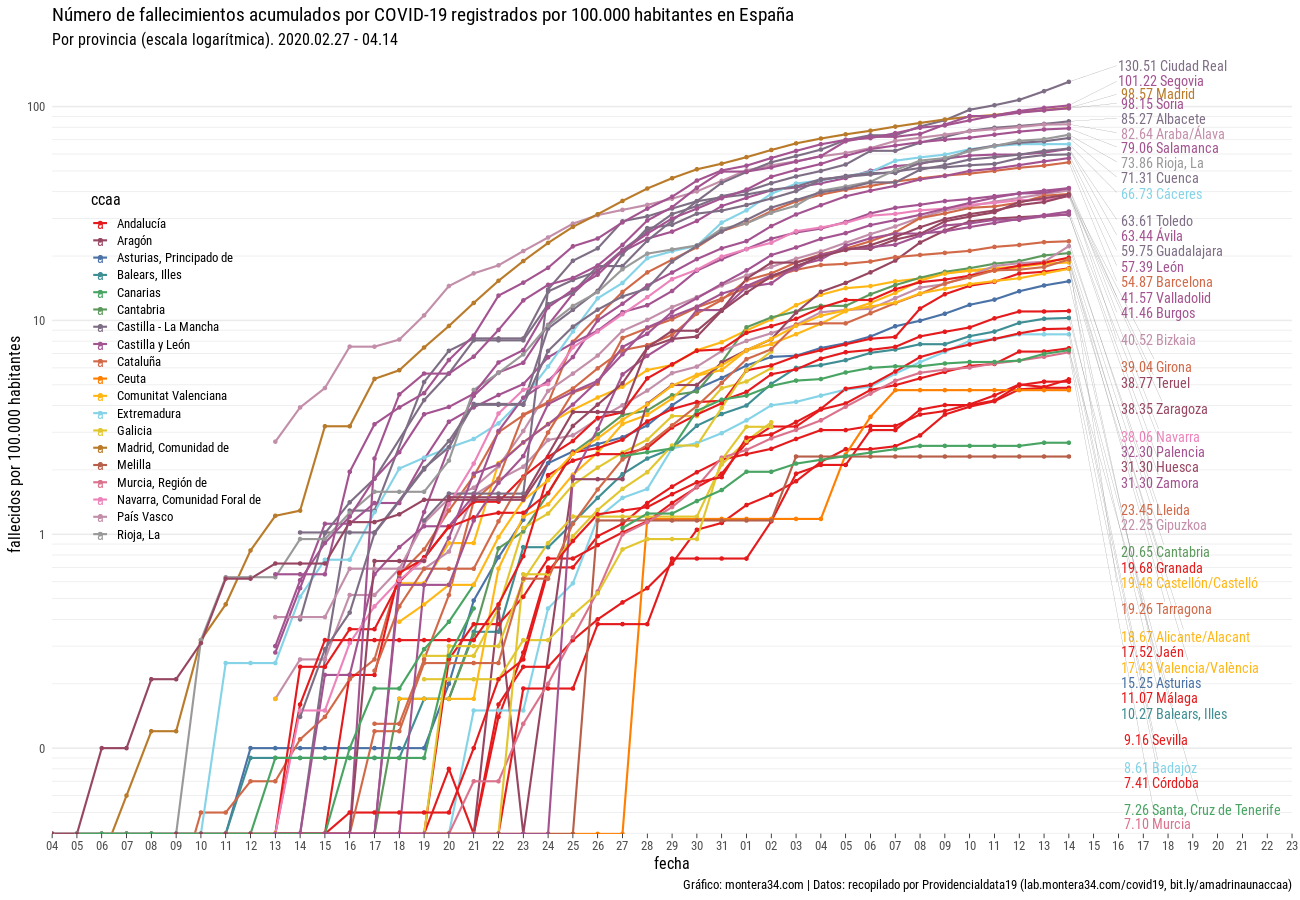 Número de fallecimientos acumulados por COVID-19 registrados por 100.000 habitantes en España
Por provincia (escala logarítmica). 2020.02.27 - 04.14
fallecidos por 100.000 habitantes
100
10
1
0
ccaa
Andalucía
Aragón
Asturias, Principado de
Balears, Illes
Canarias
Cantabria
Castilla - La Mancha
Castilla y León
Cataluña
Ceuta
Comunitat Valenciana
Extremadura
Galicia
Madrid, Comunidad de
Melilla
Murcia, Región de
Navarra, Comunidad Foral de
País Vasco
Rioja, La
130.51 Ciudad Real
101.22 Segovia
98.57 Madrid
98.15 Soria
85.27 Albacete
82.64 Araba/Álava
79.06 Salamanca
73.86 Rioja, La
71.31 Cuenca
66.73 Cáceres
63.61 Toledo
63.44 Ávila
59.75 Guadalajara
57.39 León
54.87 Barcelona
41.57 Valladolid
41.46 Burgos
40.52 Bizkaia
39.04 Girona
38.77 Teruel
38.35 Zaragoza
38.06 Navarra
32.30 Palencia
31.30 Huesca
31.30 Zamora
23.45 Lleida
22.25 Gipuzkoa
20.65 Cantabria
19.68 Granada
19.48 Castellón/Castelló
19.26 Tarragona
18.67 Alicante/Alacant
17.52 Jaén
17.43 Valencia/València
15.25 Asturias
11.07 Málaga
10.27 Balears, Illes
9.16 Sevilla
8.61 Badajoz
7.41 Córdoba
7.26 Santa, Cruz de Tenerife
7.10 Murcia
04 05 06 07 08 09 10 11 12 13 14 15 16 17 18 19 20 21 22 23 24 25 26 27 28 29 30 31 01 02 03 04 05 06 07 08 09 10 11 12 13 14 15 16 17 18 19 20 21 22 23
fecha
Gráfico: montera34.com | Datos: recopilado por Providencialdata19 (lab.montera34.com/covid19, bit.ly/amadrinaunaccaa)